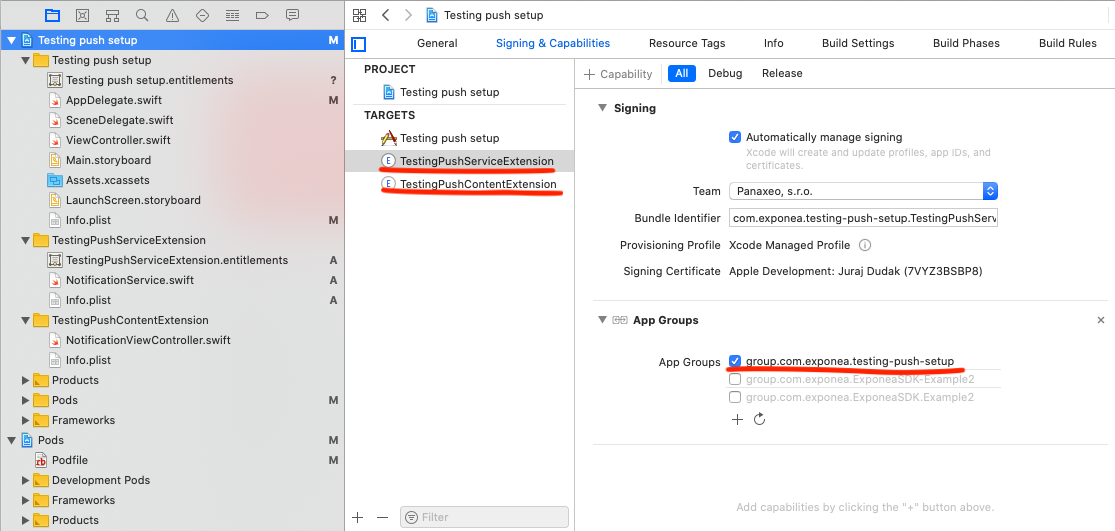 Testing push setup M
Testing push setup
Testing push setup.entitlements ?
AppDelegate.swift M
SceneDelegate.swift
ViewController.swift
Main.storyboard
Assets.xcassets
LaunchScreen.storyboard
Info.plist M
TestingPushServiceExtension
TestingPushServiceExtension.entitlements A
NotificationService.swift A
Info.plist A
TestingPushContentExtension
NotificationViewController.swift
Info.plist
Products
Pods M
Frameworks
Pods M
rb Podfile M
Development Pods
Frameworks
Products
Testing push setup
General Signing & Capabilities Resource Tags Info Build Settings Build Phases Build Rules
PROJECT
Testing push setup
TARGETS
Testing push setup
E TestingPushServiceExtension
E TestingPushContentExtension
+ − Filter
+ Capability All Debug Release
Signing
Automatically manage signing
Xcode will create and update profiles, app IDs, and
certificates.
Team Panaxeo, s.r.o.
Bundle Identifier com.exponea.testing-push-setup.TestingPushServ
Provisioning Profile Xcode Managed Profile
Signing Certificate Apple Development: Juraj Dudak (7VYZ3BSBP8)
App Groups ×
App Groups group.com.exponea.testing-push-setup
group.com.exponea.ExponeaSDK-Example2
group.com.exponea.ExponeaSDK.Example2
+
Add capabilities by clicking the "+" button above.